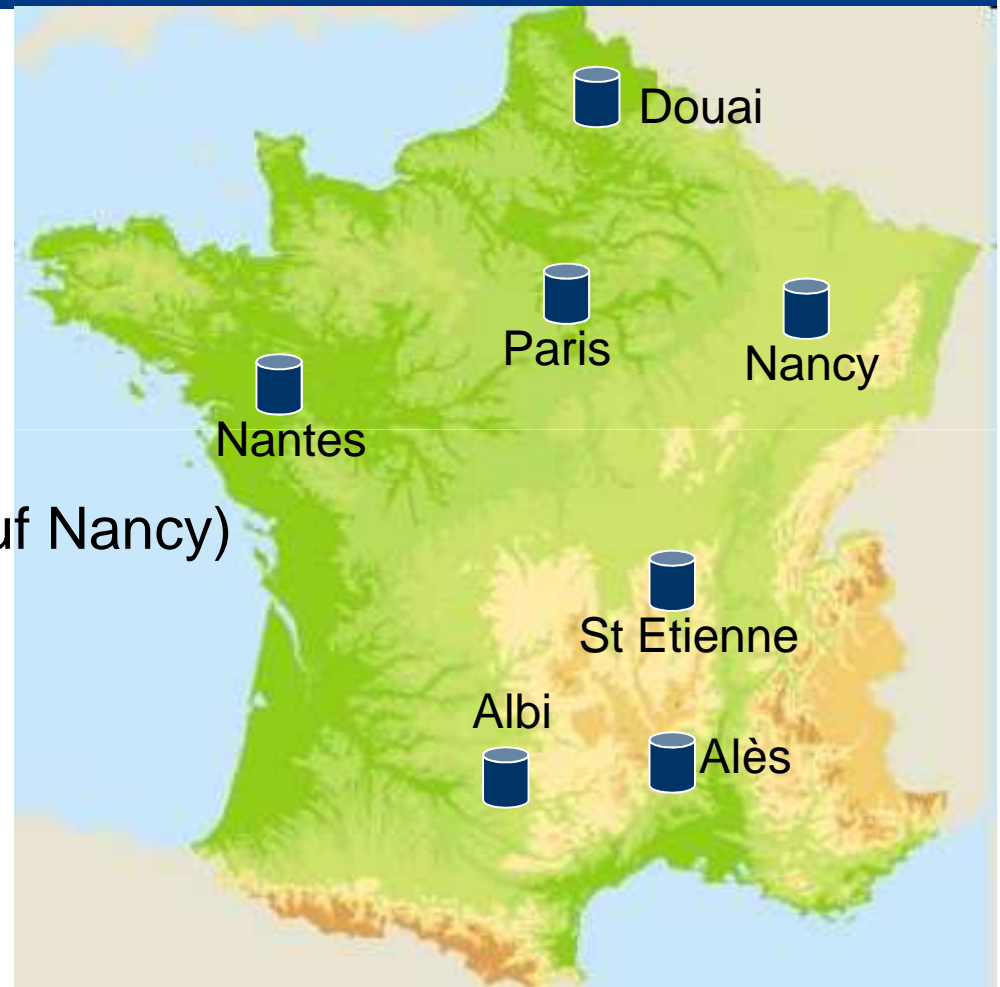 Douai
Paris
Nancy
Nantes
uf Nancy)
St Etienne
Albi
Alès